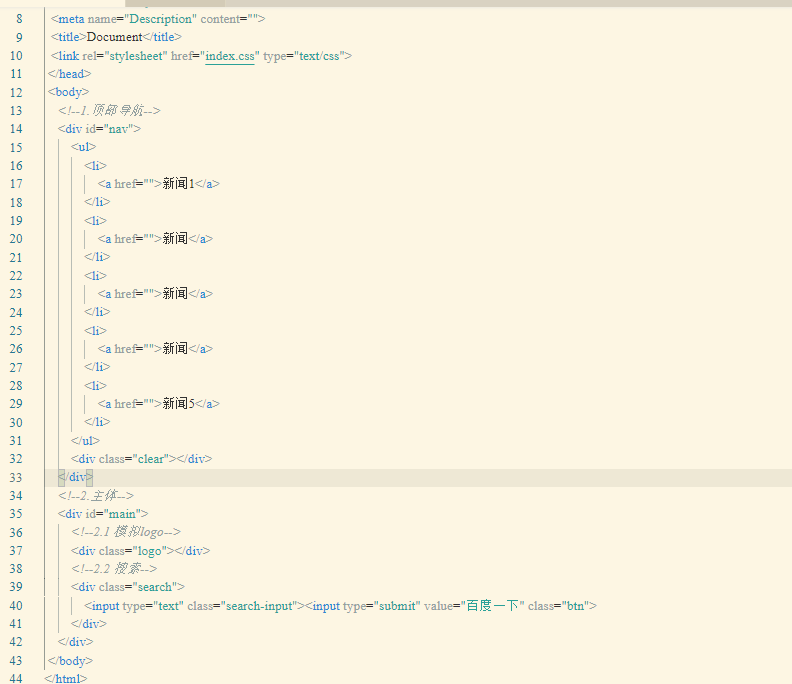 8 <meta name="Description" content="">
9 <title>Document</title>
10 <link rel="stylesheet" href="index.css" type="text/css">
11 </head>
12 <body>
13 <!--1.顶部导航-->
14 <div id="nav">
15 <ul>
16 <li>
17 <a href="">新闻1</a>
18 </li>
19 <li>
20 <a href="">新闻</a>
21 </li>
22 <li>
23 <a href="">新闻</a>
24 </li>
25 <li>
26 <a href="">新闻</a>
27 </li>
28 <li>
29 <a href="">新闻5</a>
30 </li>
31 </ul>
32 <div class="clear"></div>
33 </div>
34 <!--2.主体-->
35 <div id="main">
36 <!--2.1 模拟logo-->
37 <div class="logo"></div>
38 <!--2.2 搜索-->
39 <div class="search">
40 <input type="text" class="search-input"><input type="submit" value="百度一下" class="btn">
41 </div>
42 </div>
43 </body>
44 </html>